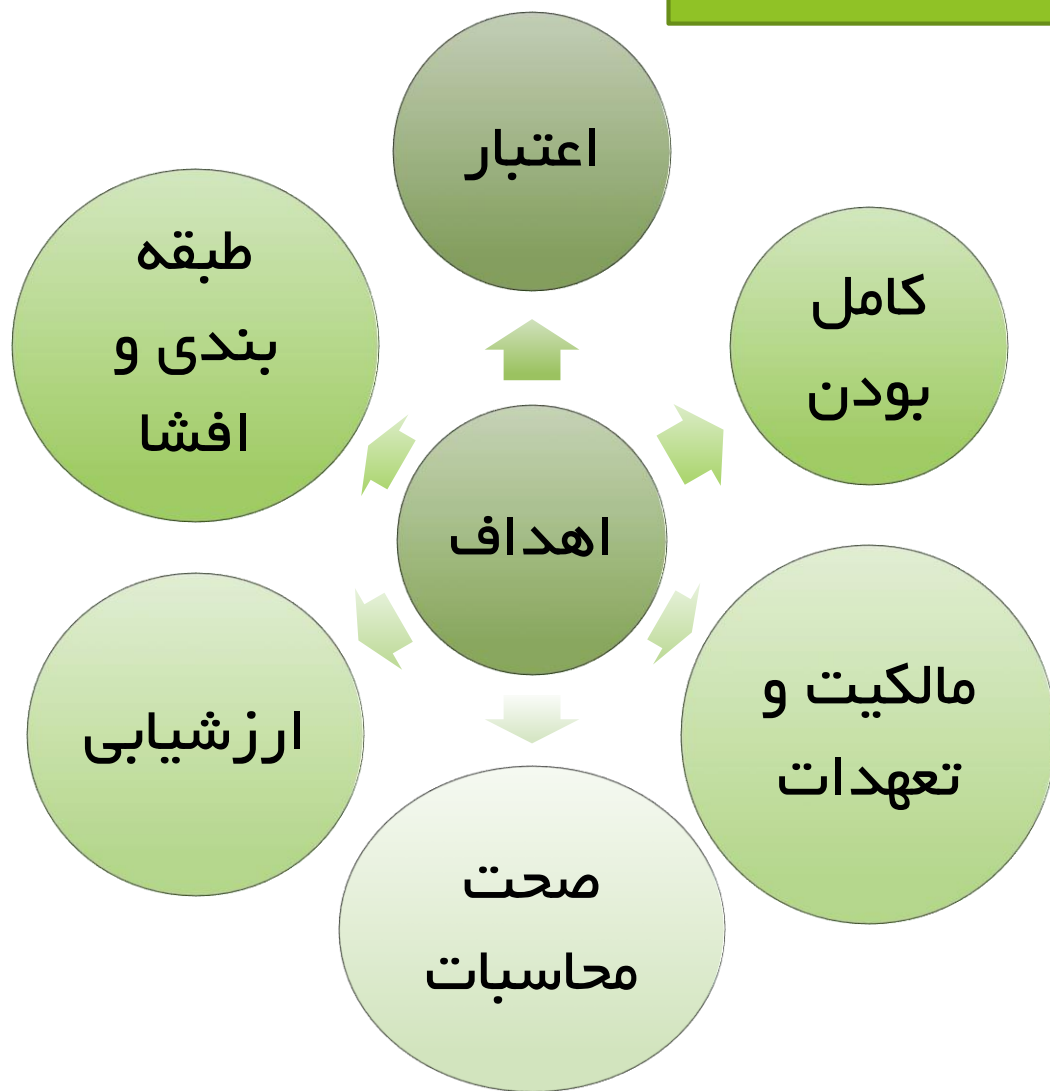 اعتبار
کامل
بودن
مالکیت و
تعهدات
صحت
محاسبات
ارزشیابی
طبقه
بندی و
افشا
اهداف